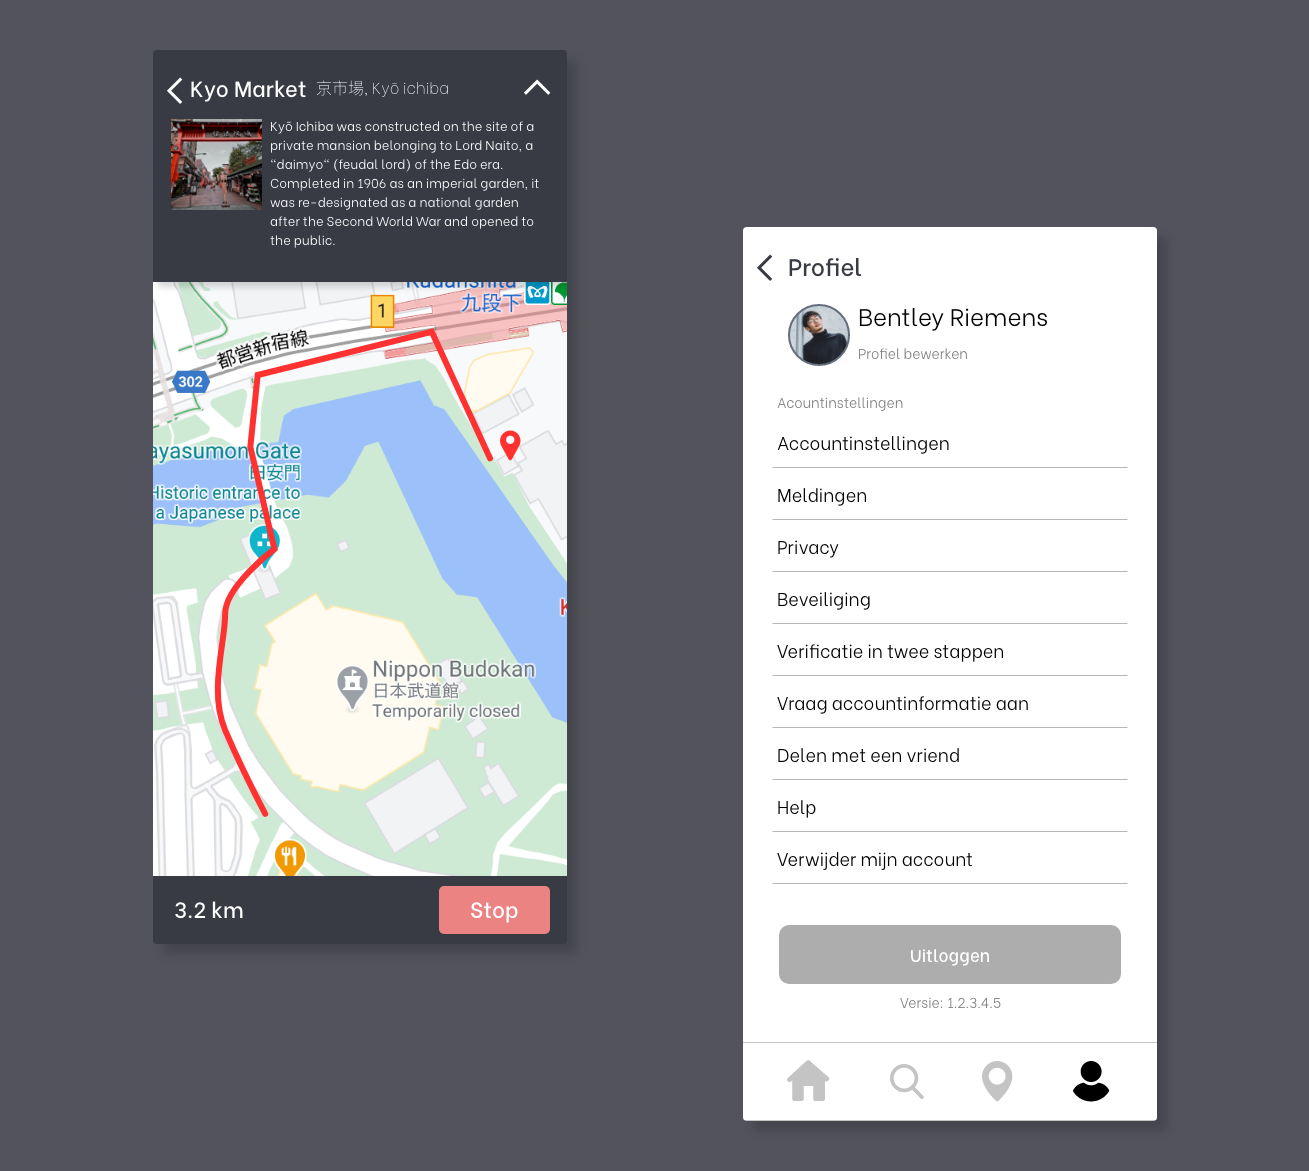 Kyo Market 京市場, Kyō ichiba
Kyō Ichiba was constructed on the site of a
private mansion belonging to Lord Naito, a
“daimyo“ (feudal lord) of the Edo era.
Completed in 1906 as an imperial garden, it
was re-designated as a national garden
after the Second World War and opened to
the public.
Kudanshita
九段下
1
都営新宿線
302
ayasumon Gate
田安門
Historic entrance to
a Japanese palace
K
Nippon Budokan
日本武道館
Temporarily closed
3.2 km
Stop
Profiel
Bentley Riemens
Profiel bewerken
Acountinstellingen
Accountinstellingen
Meldingen
Privacy
Beveiliging
Verificatie in twee stappen
Vraag accountinformatie aan
Delen met een vriend
Help
Verwijder mijn account
Uitloggen
Versie: 1.2.3.4.5